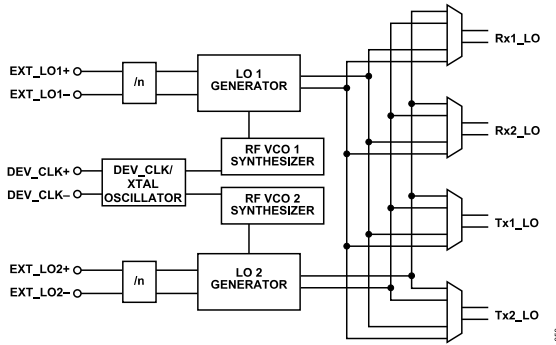 EXT_LO1+
EXT_LO1–
/n
LO 1
GENERATOR
Rx1_LO
RF VCO 1
SYNTHESIZER
Rx2_LO
DEV_CLK+
DEV_CLK–
DEV_CLK/
XTAL
OSCILLATOR
RF VCO 2
SYNTHESIZER
Tx1_LO
EXT_LO2+
EXT_LO2–
/n
LO 2
GENERATOR
Tx2_LO